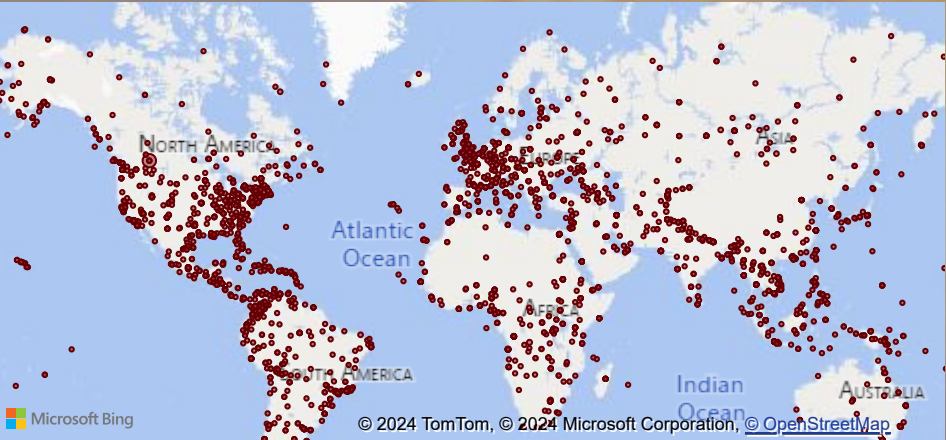 NORTH AMERICA
EUROPE
ASIA
Atlantic
Ocean
AFRICA
SOUTH AMERICA
Indian
Ocean
AUSTRALIA
Microsoft Bing
© 2024 TomTom, © 2024 Microsoft Corporation, © OpenStreetMap